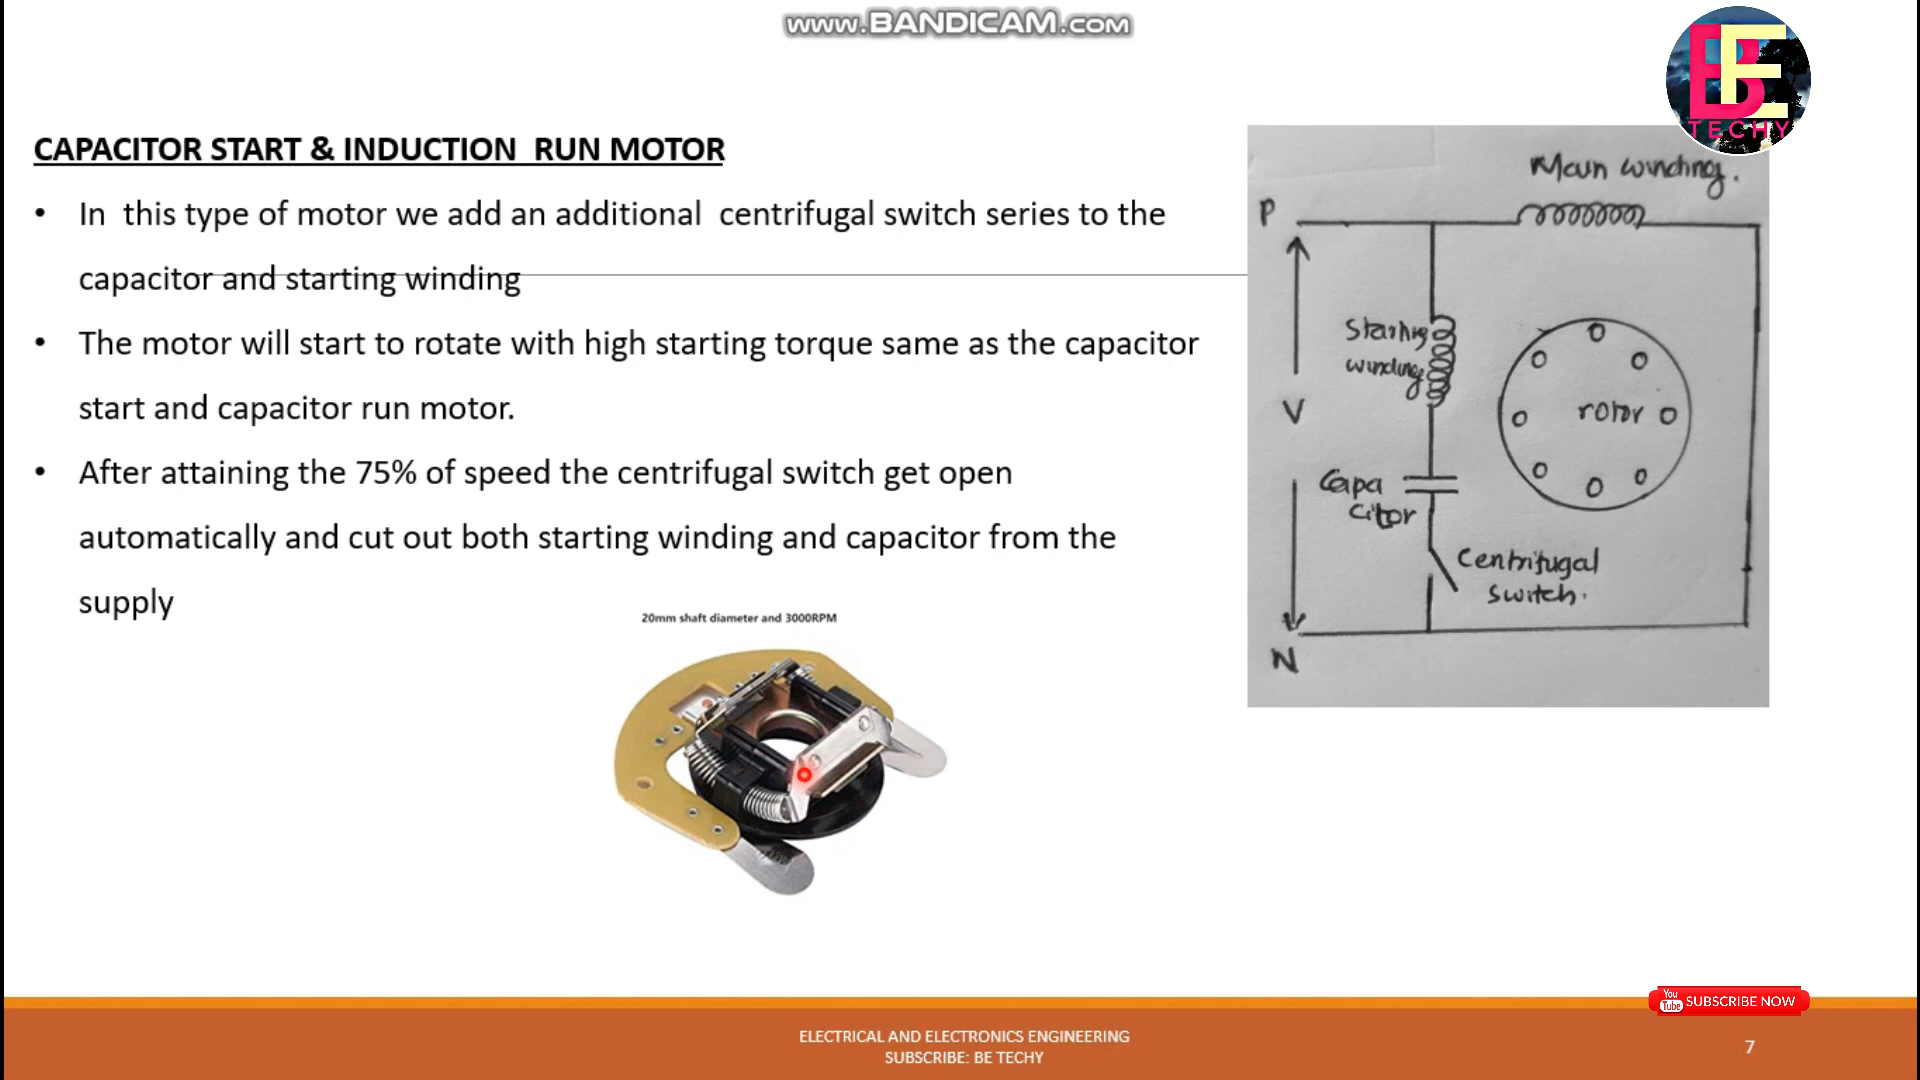 www.BANDICAM.com
BE
TECHY
CAPACITOR START & INDUCTION RUN MOTOR
• In this type of motor we add an additional centrifugal switch series to the
capacitor and starting winding
• The motor will start to rotate with high starting torque same as the capacitor
start and capacitor run motor.
• After attaining the 75% of speed the centrifugal switch get open
automatically and cut out both starting winding and capacitor from the
supply
20mm shaft diameter and 3000RPM
Main winding.
P
Starting
winding
V
rotor
Capa
citor
Centrifugal
switch.
N
You
Tube
SUBSCRIBE NOW
ELECTRICAL AND ELECTRONICS ENGINEERING
SUBSCRIBE: BE TECHY
7